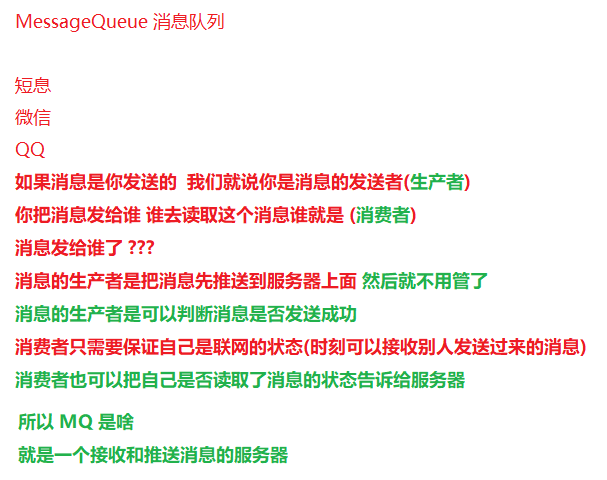 MessageQueue 消息队列
短息
微信
QQ
如果消息是你发送的 我们就说你是消息的发送者(生产者)
你把消息发给谁 谁去读取这个消息谁就是 (消费者)
消息发给谁了 ???
消息的生产者是把消息先推送到服务器上面 然后就不用管了
消息的生产者是可以判断消息是否发送成功
消费者只需要保证自己是联网的状态(时刻可以接收别人发送过来的消息)
消费者也可以把自己是否读取了消息的状态告诉给服务器
所以 MQ 是啥
就是一个接收和推送消息的服务器